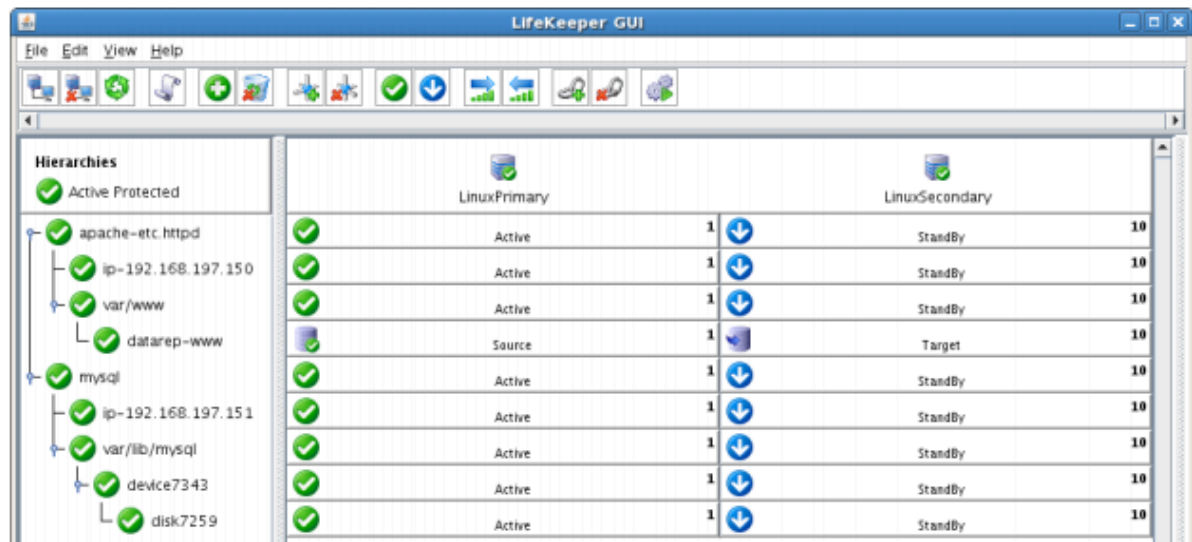 LifeKeeper GUI
File Edit View Help
Hierarchies
Active Protected
LinuxPrimary
LinuxSecondary
apache-etc.httpd Active 1 StandBy 10
ip-192.168.197.150 Active 1 StandBy 10
var/www Active 1 StandBy 10
datarep-www Source 1 Target 10
mysql Active 1 StandBy 10
ip-192.168.197.151 Active 1 StandBy 10
var/lib/mysql Active 1 StandBy 10
device7343 Active 1 StandBy 10
disk7259 Active 1 StandBy 10